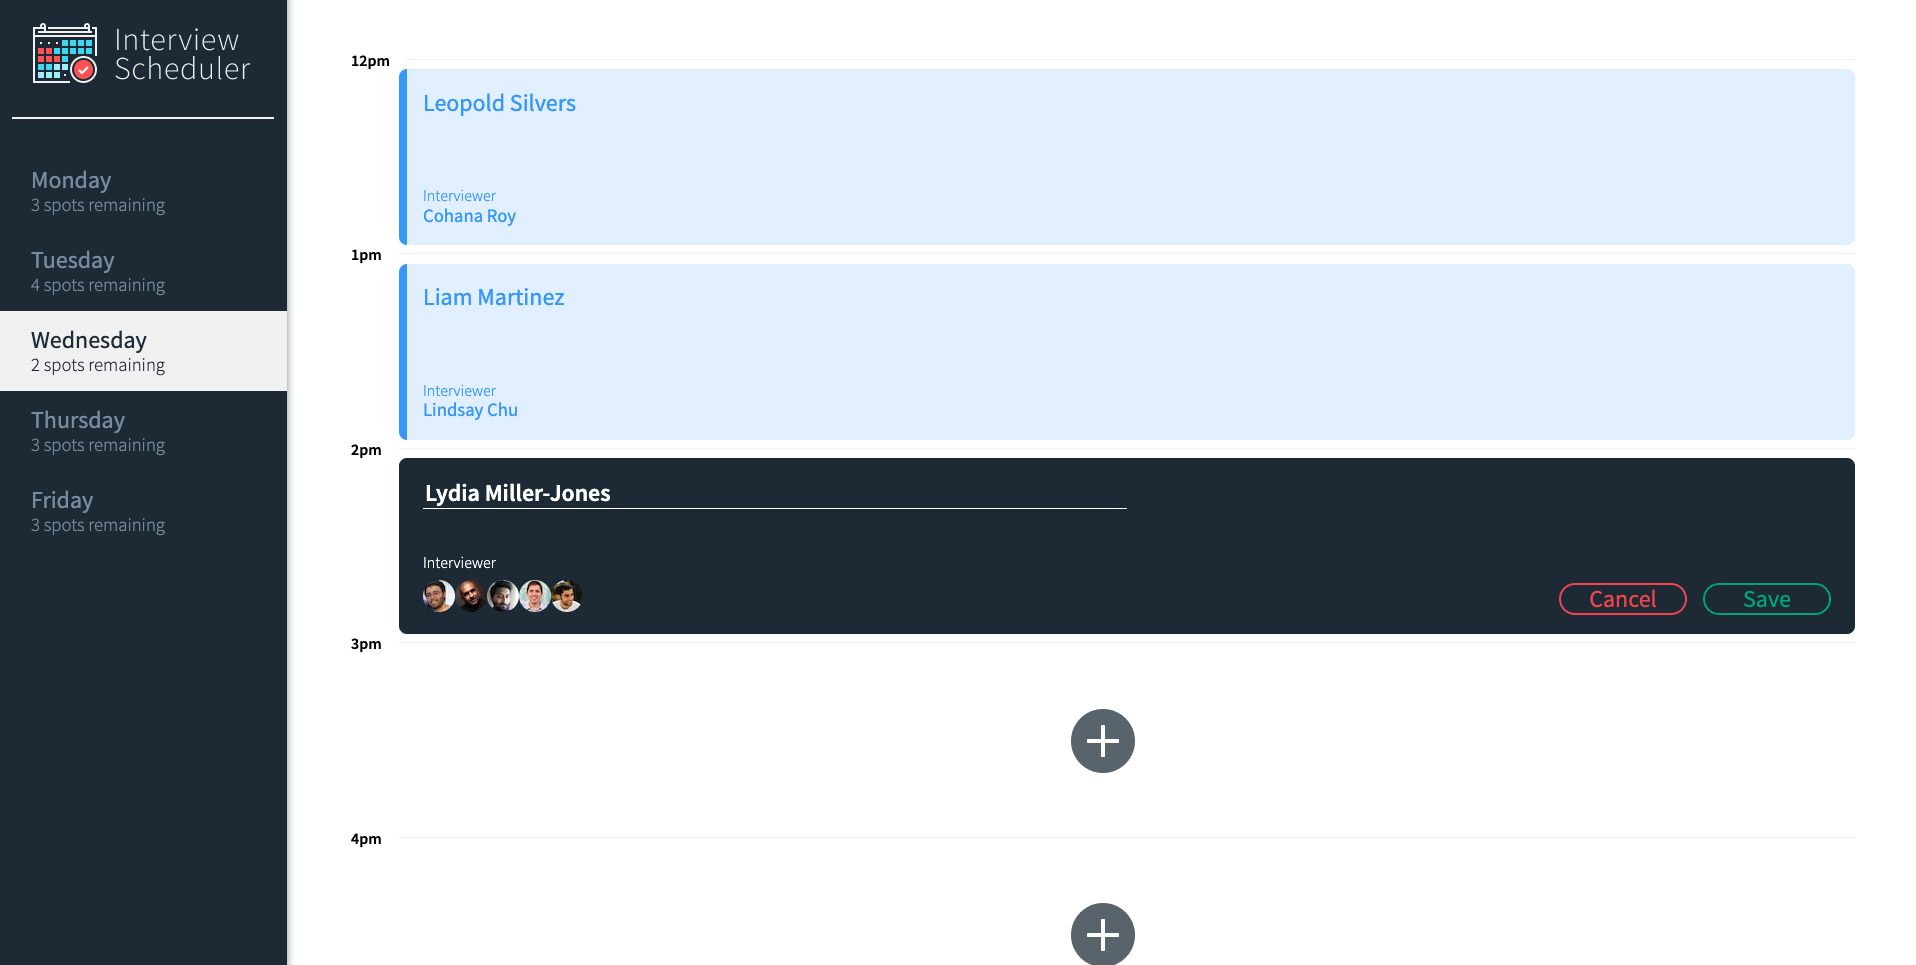 Interview
Scheduler
Monday
3 spots remaining
Tuesday
4 spots remaining
Wednesday
2 spots remaining
Thursday
3 spots remaining
Friday
3 spots remaining
12pm
Leopold Silvers
Interviewer
Cohana Roy
1pm
Liam Martinez
Interviewer
Lindsay Chu
2pm
Lydia Miller-Jones
Interviewer
Cancel Save
3pm
4pm